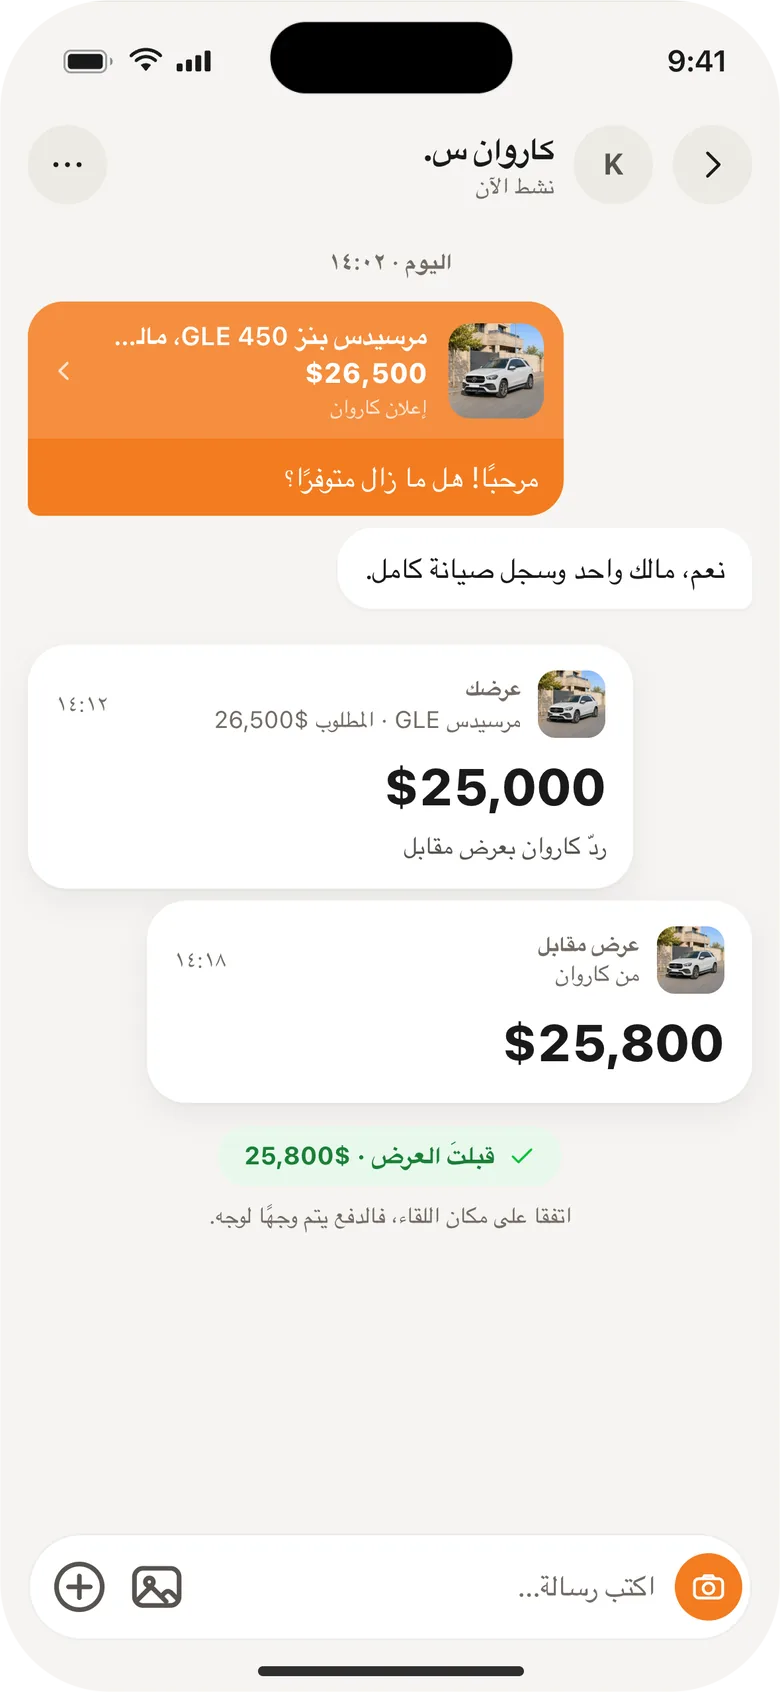 9:41
كاروان س.
K
نشط الآن
اليوم · ١٤:٠٢
مرسيدس بنز GLE 450، مالـ...
$26,500
إعلان كاروان
مرحبًا! هل ما زال متوفرًا؟
نعم، مالك واحد وسجل صيانة كامل.
عرضك
١٤:١٢
مرسيدس GLE · المطلوب 26,500$
$25,000
ردّ كاروان بعرض مقابل
عرض مقابل
١٤:١٨
من كاروان
$25,800
قبلتَ العرض · 25,800$
اتفقا على مكان اللقاء، فالدفع يتم وجهًا لوجه.
اكتب رسالة...